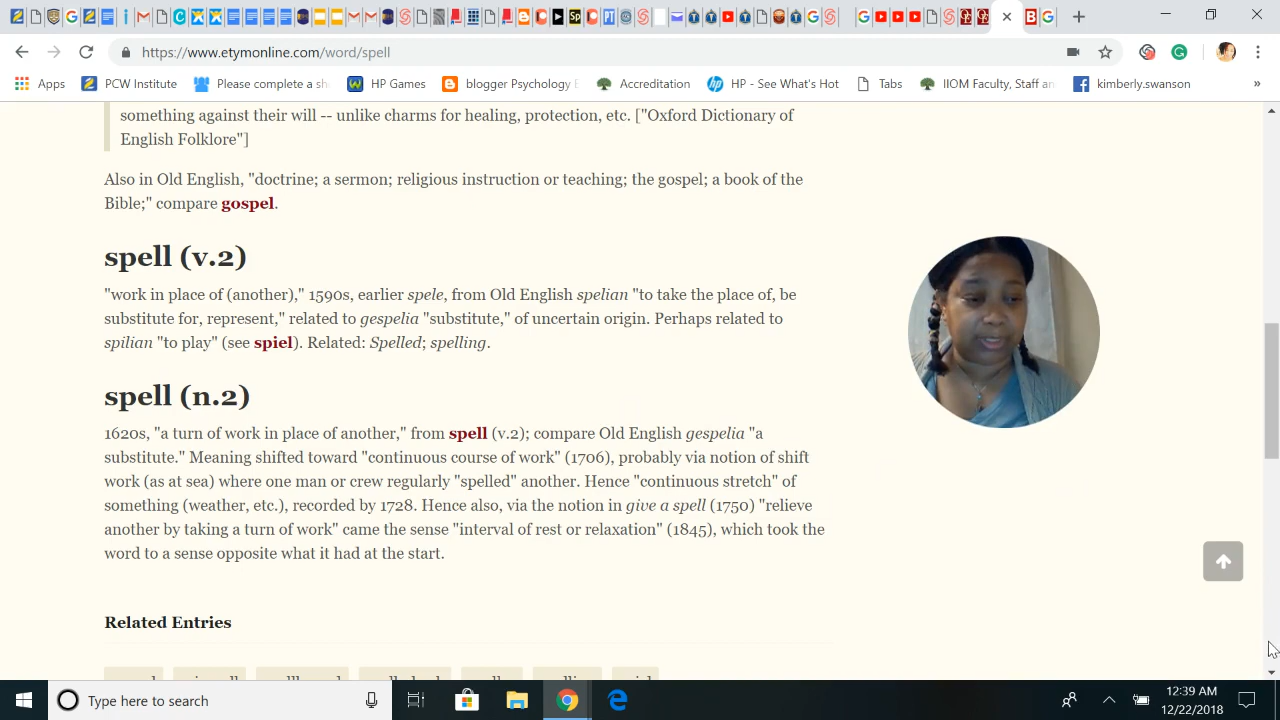 https://www.etymonline.com/word/spell
Apps
PCW Institute
Please complete a sh
HP Games
blogger Psychology E
Accreditation
HP - See What's Hot
Tabs
IIOM Faculty, Staff an
kimberly.swanson
»
something against their will -- unlike charms for healing, protection, etc. ["Oxford Dictionary of
English Folklore"]
Also in Old English, "doctrine; a sermon; religious instruction or teaching; the gospel; a book of the
Bible;" compare gospel.
spell (v.2)
"work in place of (another)," 1590s, earlier spele, from Old English spelian "to take the place of, be
substitute for, represent," related to gespelia "substitute," of uncertain origin. Perhaps related to
spilian "to play" (see spiel). Related: Spelled; spelling.
spell (n.2)
1620s, "a turn of work in place of another," from spell (v.2); compare Old English gespelia "a
substitute." Meaning shifted toward "continuous course of work" (1706), probably via notion of shift
work (as at sea) where one man or crew regularly "spelled" another. Hence "continuous stretch" of
something (weather, etc.), recorded by 1728. Hence also, via the notion in give a spell (1750) "relieve
another by taking a turn of work" came the sense "interval of rest or relaxation" (1845), which took the
word to a sense opposite what it had at the start.
Related Entries
Type here to search
12:39 AM
12/22/2018